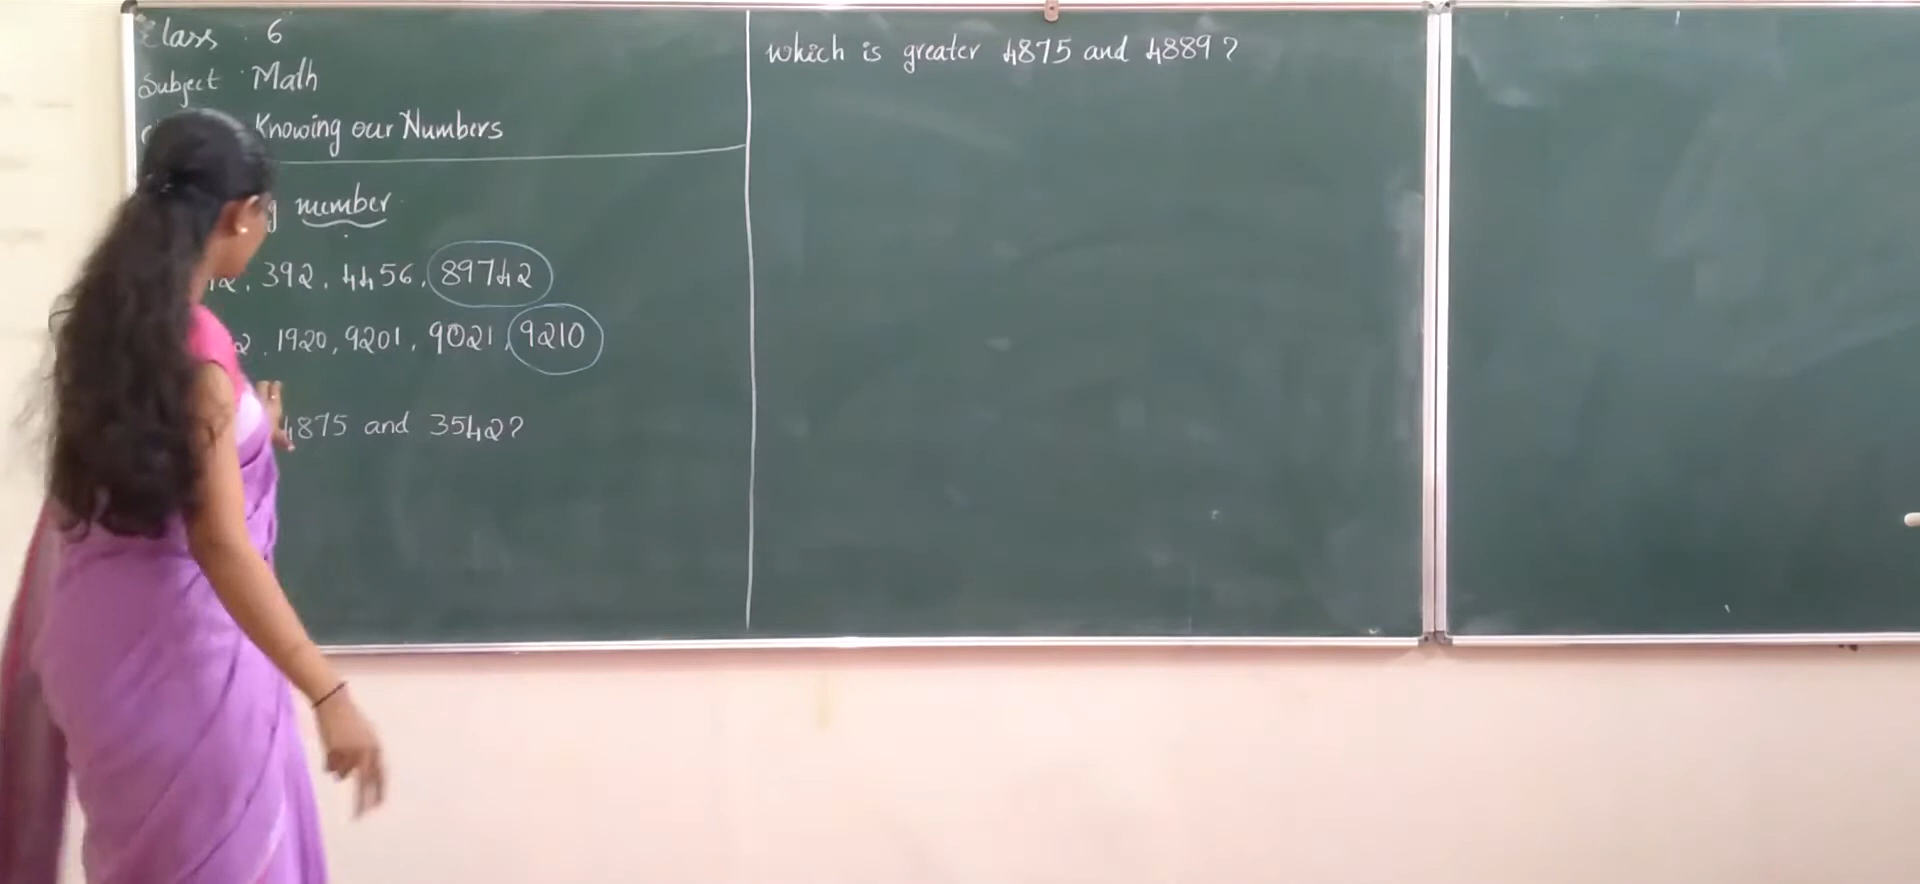 Class : 6
Subject : Math
Knowing our Numbers
number
392, 4456, 89742
1920, 9201, 9021, 9210
4875 and 3542?
which is greater 4875 and 4889?